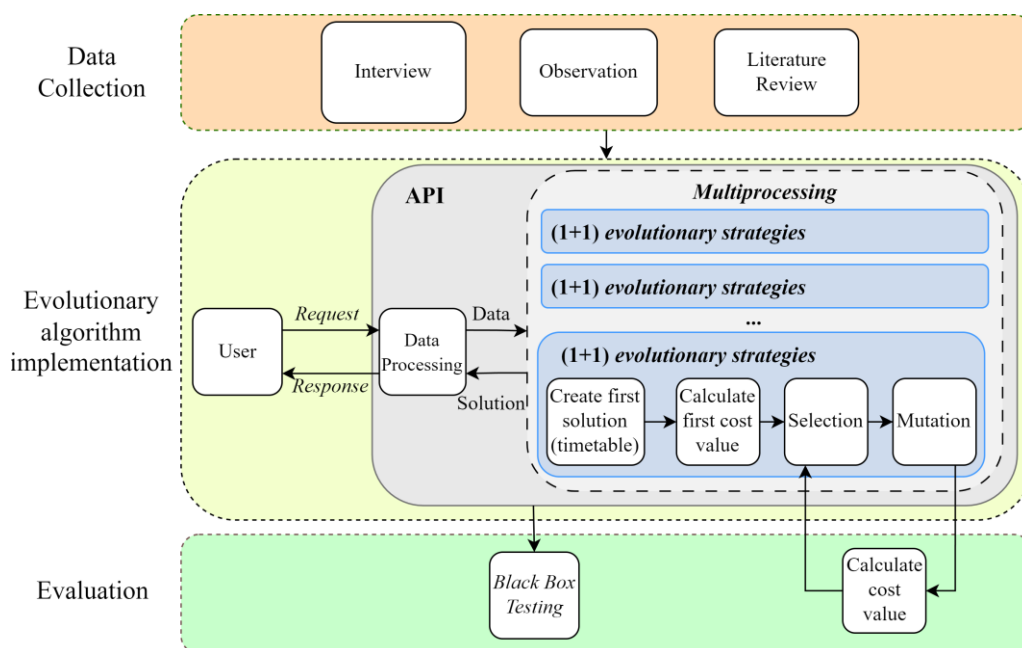 Data
Collection
Interview
Observation
Literature
Review
Evolutionary
algorithm
implementation
API
Multiprocessing
(1+1) evolutionary strategies
(1+1) evolutionary strategies
...
(1+1) evolutionary strategies
User
Request
Response
Data
Processing
Data
Solution
Create first
solution
(timetable)
Calculate
first cost
value
Selection
Mutation
Evaluation
Black Box
Testing
Calculate
cost
value